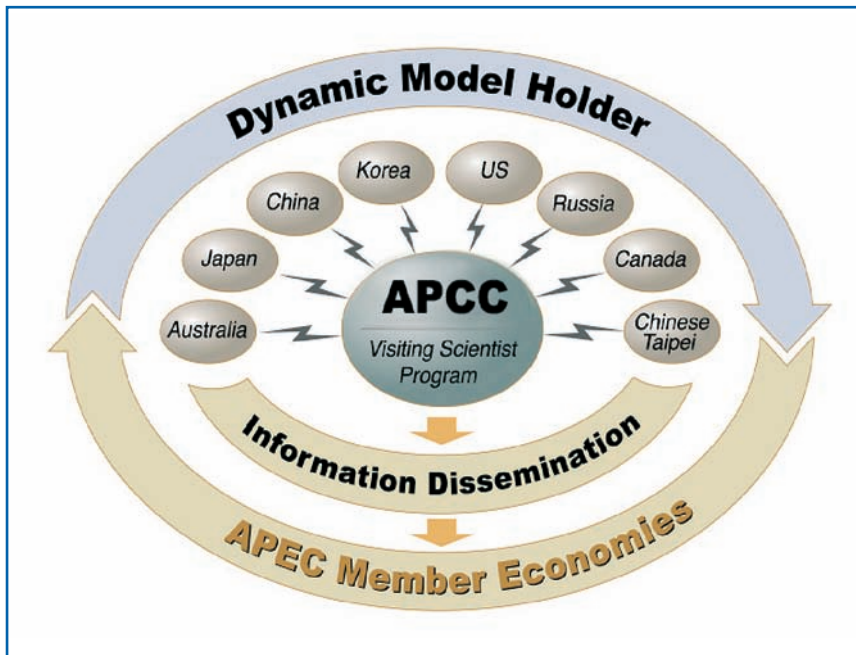 Dynamic Model Holder
Korea
US
China
Russia
Japan
Canada
Australia
Chinese
Taipei
APCC
Visiting Scientist
Program
Information Dissemination
APEC Member Economies